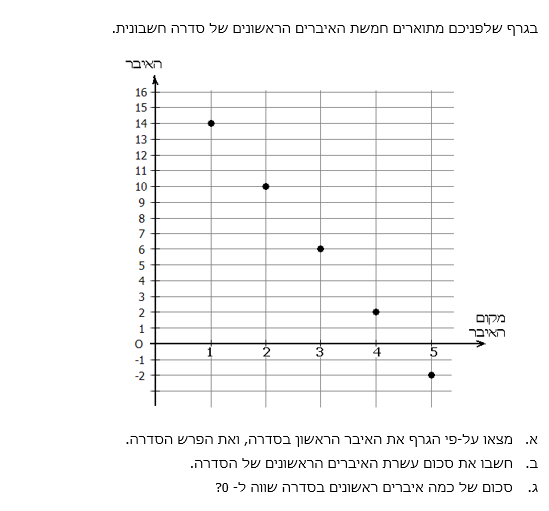 בגרף שלפניכם מתוארים חמשת האיברים הראשונים של סדרה חשבונית.
האיבר
16
15
14
13
12
11
10
9
8
7
6
5
4
3
2
1
O
-1
-2
1 2 3 4 5
מקום
האיבר
א. מצאו על-פי הגרף את האיבר הראשון בסדרה, ואת הפרש הסדרה.
ב. חשבו את סכום עשרת האיברים הראשונים של הסדרה.
ג. סכום של כמה איברים ראשונים בסדרה שווה ל- 0?